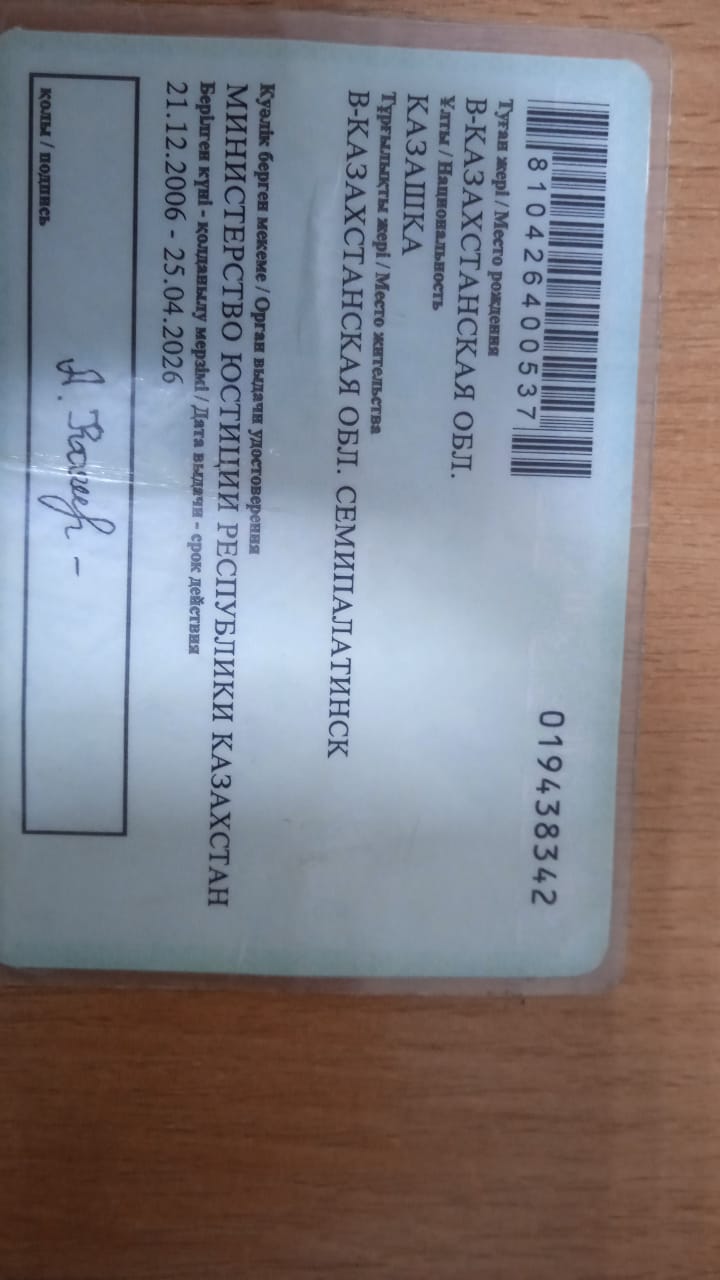 810426400537
019438342
Туған жері / Место рождения
В-КАЗАХСТАНСКАЯ ОБЛ.
Ұлты / Национальность
КАЗАШКА
Тұрғылықты жері / Место жительства
В-КАЗАХСТАНСКАЯ ОБЛ. СЕМИПАЛАТИНСК
Куәлік берген мекеме / Орган выдачи удостоверения
МИНИСТЕРСТВО ЮСТИЦИИ РЕСПУБЛИКИ КАЗАХСТАН
Берілген күні - қолданылу мерзімі / Дата выдачи - срок действия
21.12.2006 - 25.04.2026
қолы / подпись